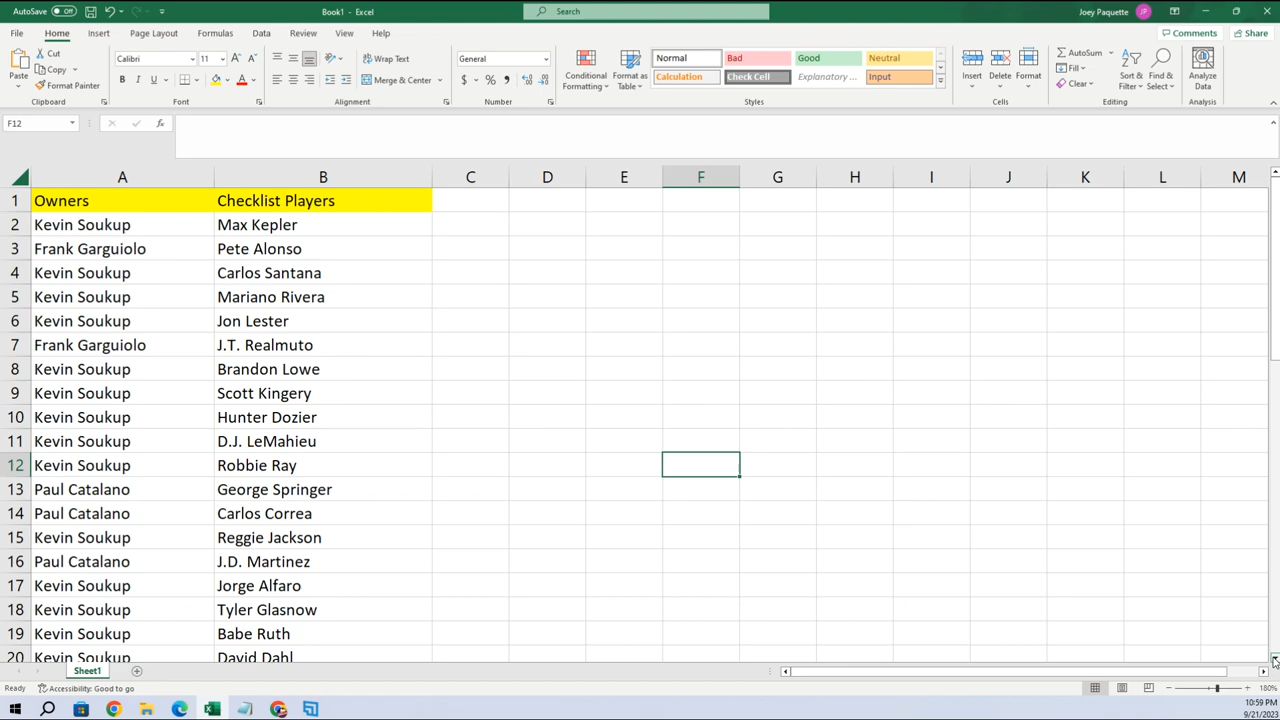 AutoSave Off Book1 - Excel Search Joey Paquette JP
File Home Insert Draw Page Layout Formulas Data Review View Help Comments Share
Paste Cut Copy Format Painter Clipboard
Calibri 11 B I U A Font
Wrap Text Merge & Center Alignment
General $ % , Number
Conditional Formatting Format as Table
Normal Bad Good Neutral
Calculation Check Cell Explanatory ... Input
Styles
Insert Delete Format Cells
AutoSum Fill Clear Sort & Filter Find & Select Editing
Analyze Data Analysis
F12 fx
A B C D E F G H I J K L M
1 Owners Checklist Players
2 Kevin Soukup Max Kepler
3 Frank Garguiolo Pete Alonso
4 Kevin Soukup Carlos Santana
5 Kevin Soukup Mariano Rivera
6 Kevin Soukup Jon Lester
7 Frank Garguiolo J.T. Realmuto
8 Kevin Soukup Brandon Lowe
9 Kevin Soukup Scott Kingery
10 Kevin Soukup Hunter Dozier
11 Kevin Soukup D.J. LeMahieu
12 Kevin Soukup Robbie Ray
13 Paul Catalano George Springer
14 Paul Catalano Carlos Correa
15 Kevin Soukup Reggie Jackson
16 Paul Catalano J.D. Martinez
17 Kevin Soukup Jorge Alfaro
18 Kevin Soukup Tyler Glasnow
19 Kevin Soukup Babe Ruth
20 Kevin Soukup David Dahl
Sheet1
Ready Accessibility: Good to go 180%
10:59 PM
9/21/2023